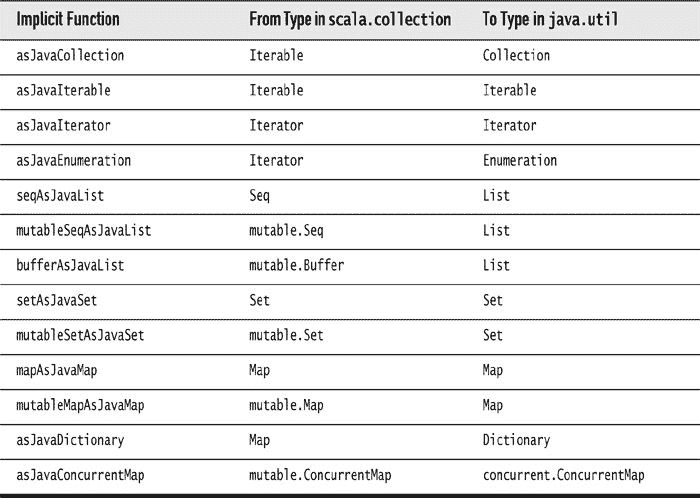 Implicit Function From Type in scala.collection To Type in java.util
asJavaCollection Iterable Collection
asJavaIterable Iterable Iterable
asJavaIterator Iterator Iterator
asJavaEnumeration Iterator Enumeration
seqAsJavaList Seq List
mutableSeqAsJavaList mutable.Seq List
bufferAsJavaList mutable.Buffer List
setAsJavaSet Set Set
mutableSetAsJavaSet mutable.Set Set
mapAsJavaMap Map Map
mutableMapAsJavaMap mutable.Map Map
asJavaDictionary Map Dictionary
asJavaConcurrentMap mutable.ConcurrentMap concurrent.ConcurrentMap